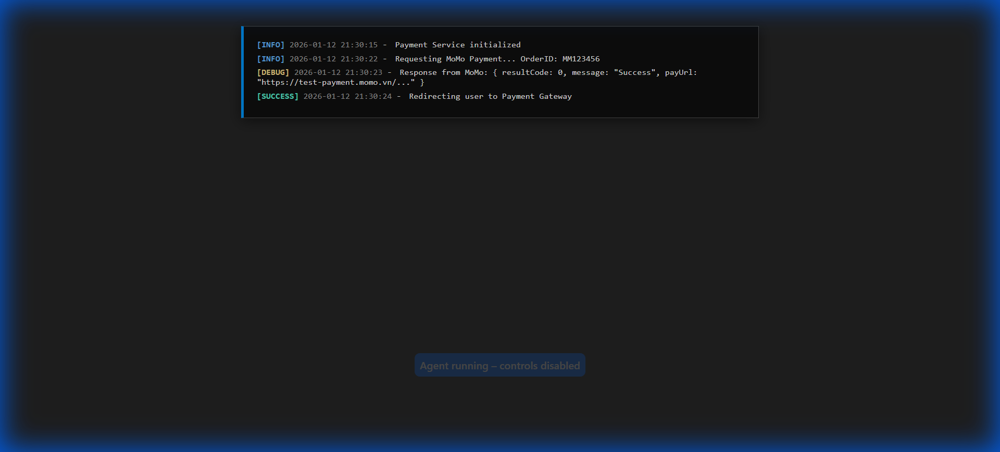 [INFO] 2026-01-12 21:30:15 - Payment Service initialized
[INFO] 2026-01-12 21:30:22 - Requesting MoMo Payment... OrderID: MM123456
[DEBUG] 2026-01-12 21:30:23 - Response from MoMo: { resultCode: 0, message: "Success", payUrl:
"https://test-payment.momo.vn/..." }
[SUCCESS] 2026-01-12 21:30:24 - Redirecting user to Payment Gateway
Agent running – controls disabled